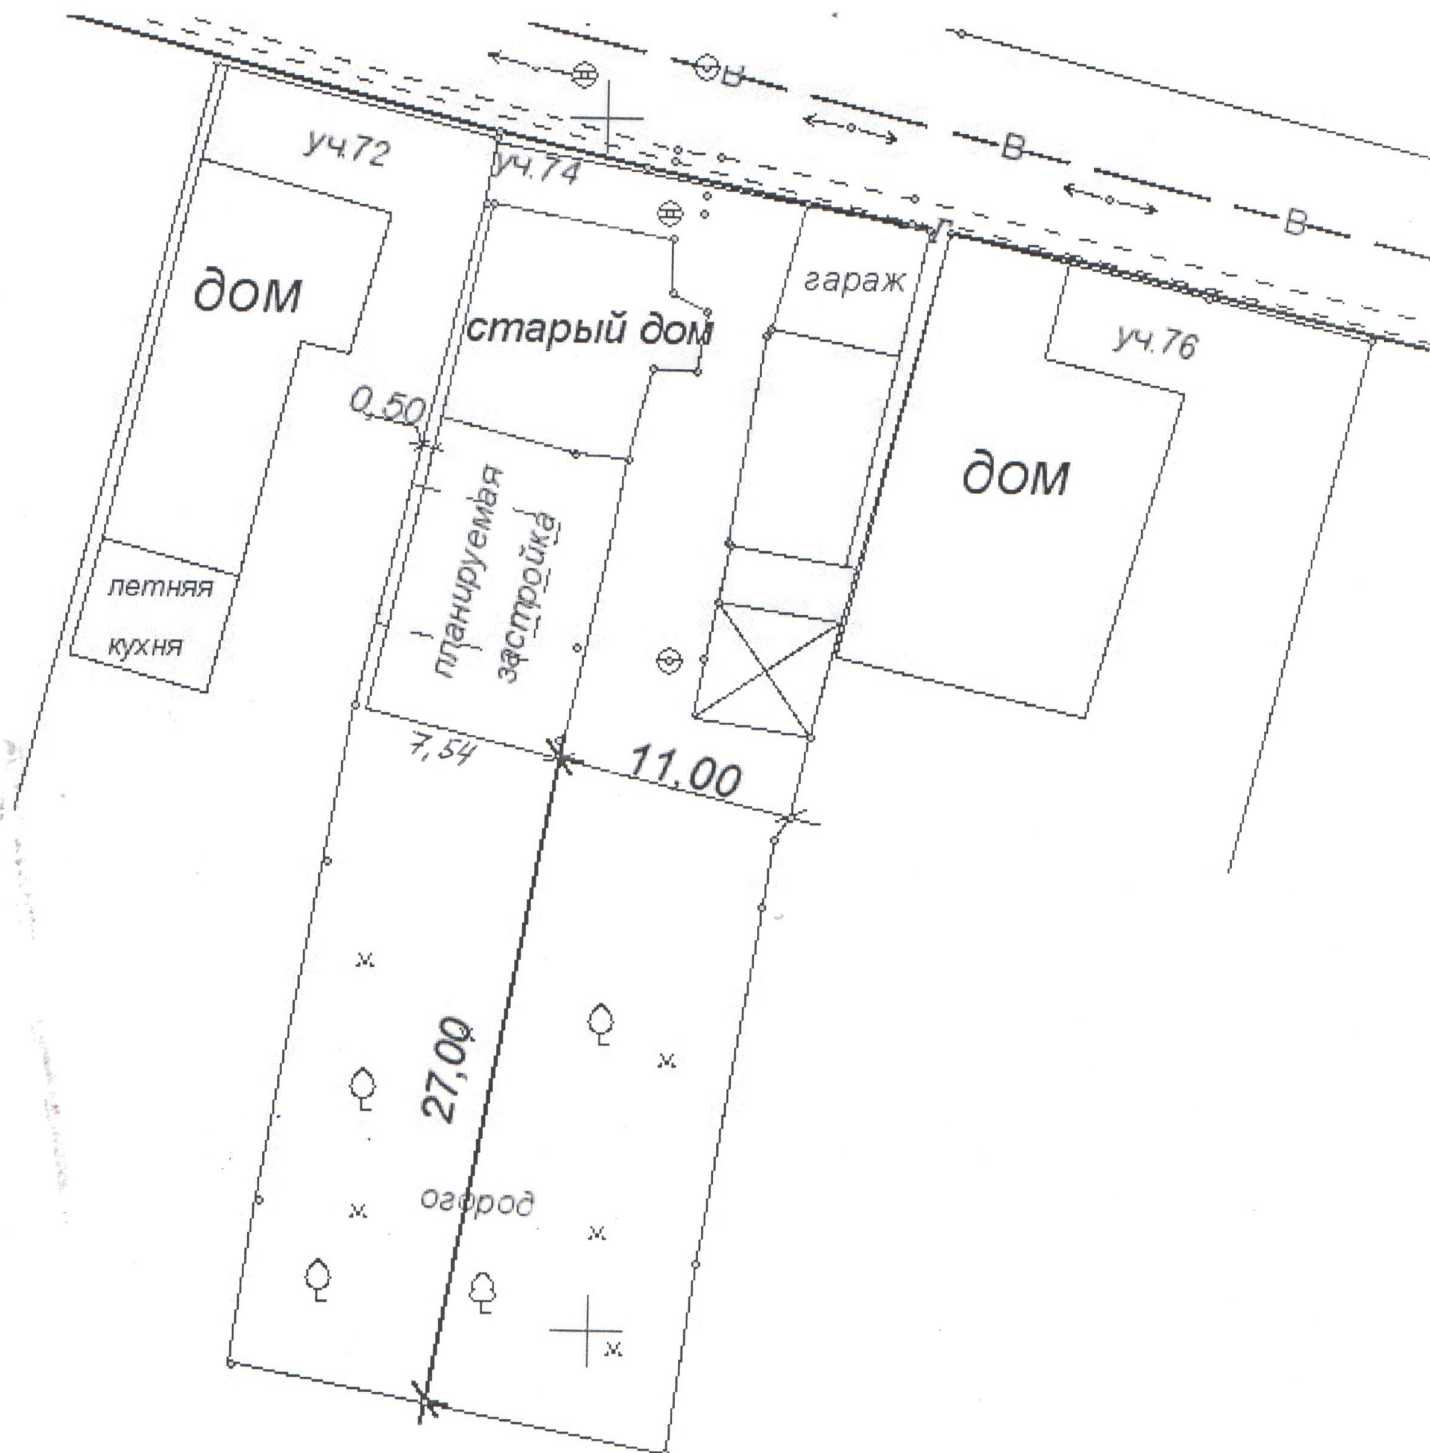 В
В
В
уч.72
уч.74
г
гараж
дом
старый дом
уч.76
0,50
дом
планируемая
застройка
летняя
кухня
7,54
11,00
27,00
огород